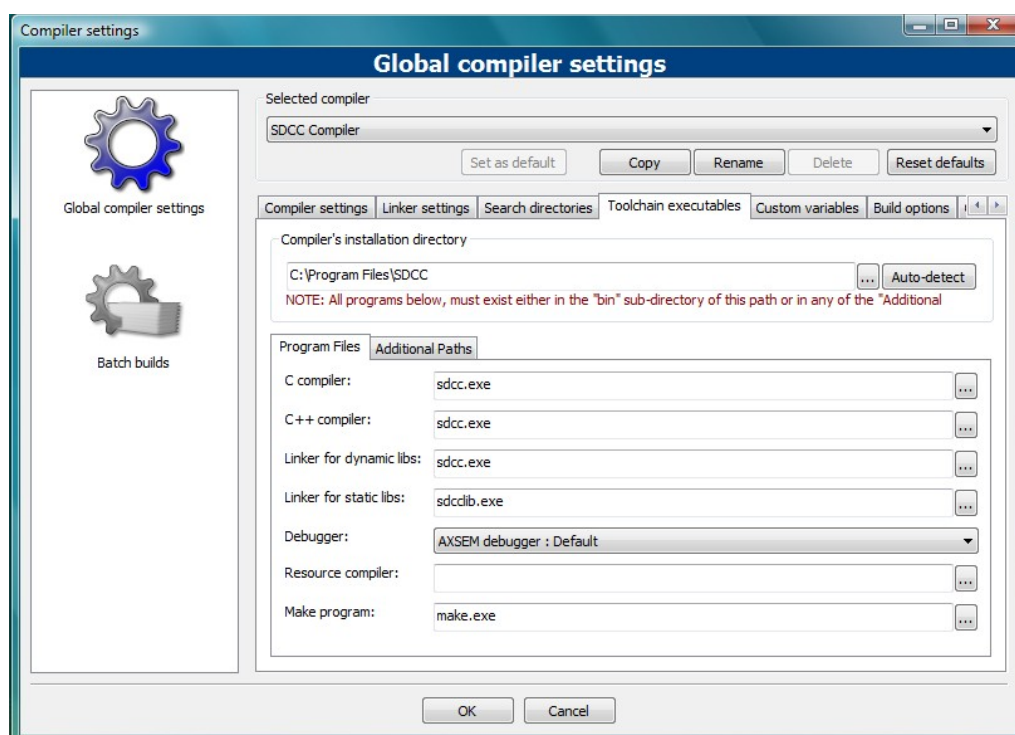 Compiler settings
Global compiler settings
Global compiler settings
Batch builds
Selected compiler
SDCC Compiler
Set as default Copy Rename Delete Reset defaults
Compiler settings Linker settings Search directories Toolchain executables Custom variables Build options
Compiler's installation directory
C:\Program Files\SDCC ... Auto-detect
NOTE: All programs below, must exist either in the "bin" sub-directory of this path or in any of the "Additional
Program Files Additional Paths
C compiler: sdcc.exe ...
C++ compiler: sdcc.exe ...
Linker for dynamic libs: sdcc.exe ...
Linker for static libs: sdcclib.exe ...
Debugger: AXSEM debugger : Default
Resource compiler: ...
Make program: make.exe ...
OK Cancel